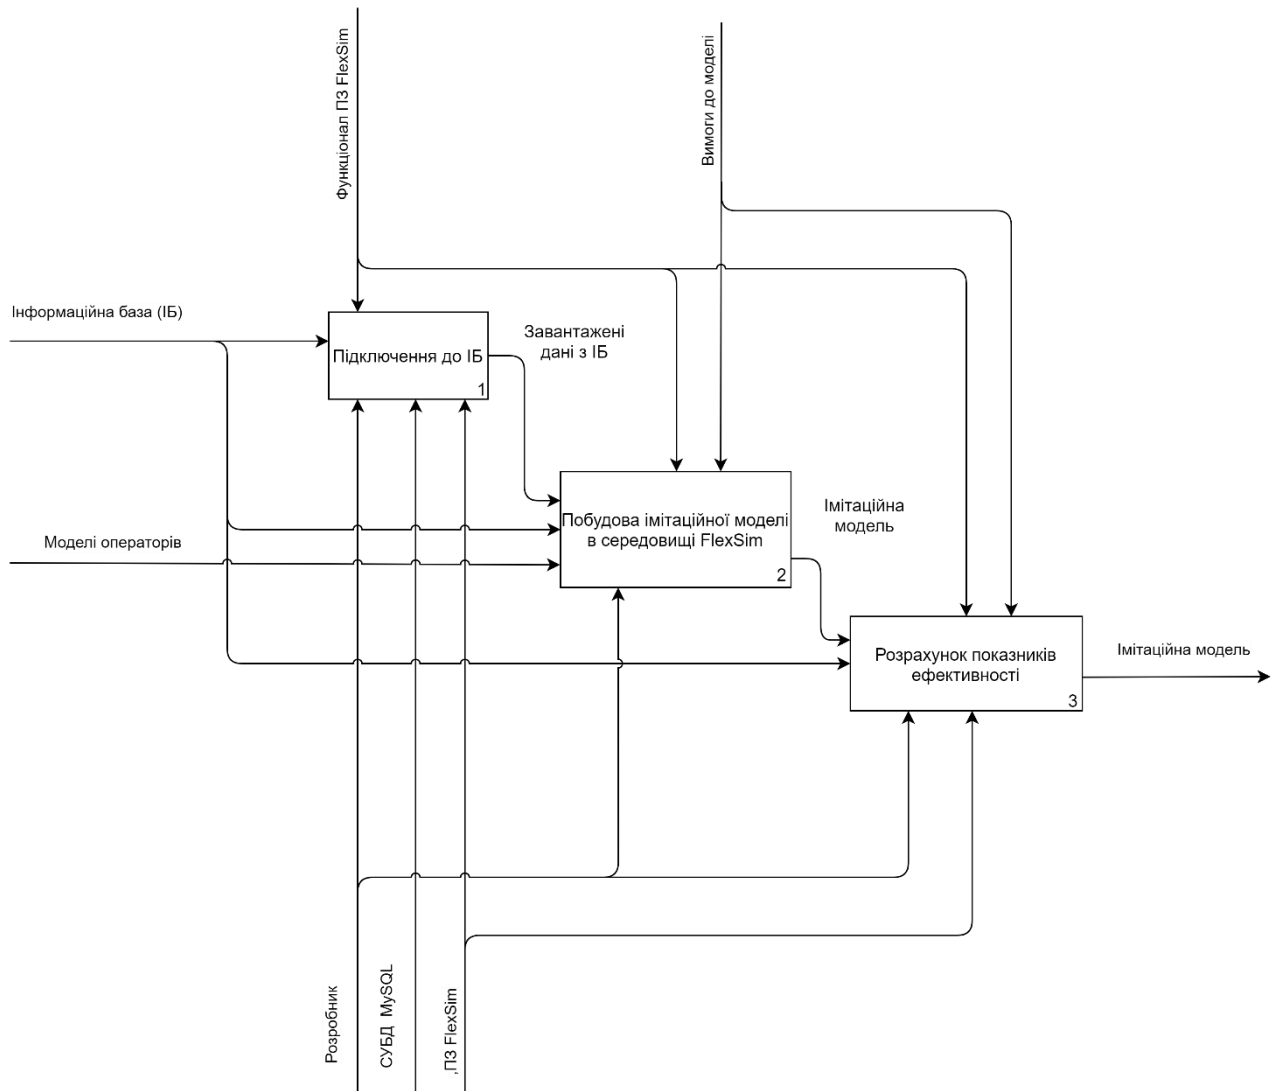 Функціонал ПЗ FlexSim
Вимоги до моделі
Інформаційна база (ІБ)
Підключення до ІБ
1
Завантажені
дані з ІБ
Моделі операторів
Побудова імітаційної моделі
в середовищі FlexSim
2
Імітаційна
модель
Розрахунок показників
ефективності
3
Імітаційна модель
Розробник
СУБД MySQL
,ПЗ FlexSim